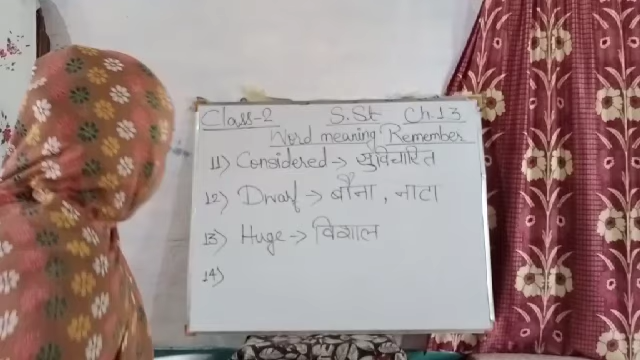 Class-2 S.St Ch.13
Word meaning Remember
11) Considered → सुविचारित
12) Dwarf → बौना, नाटा
13) Huge → विशाल
14)